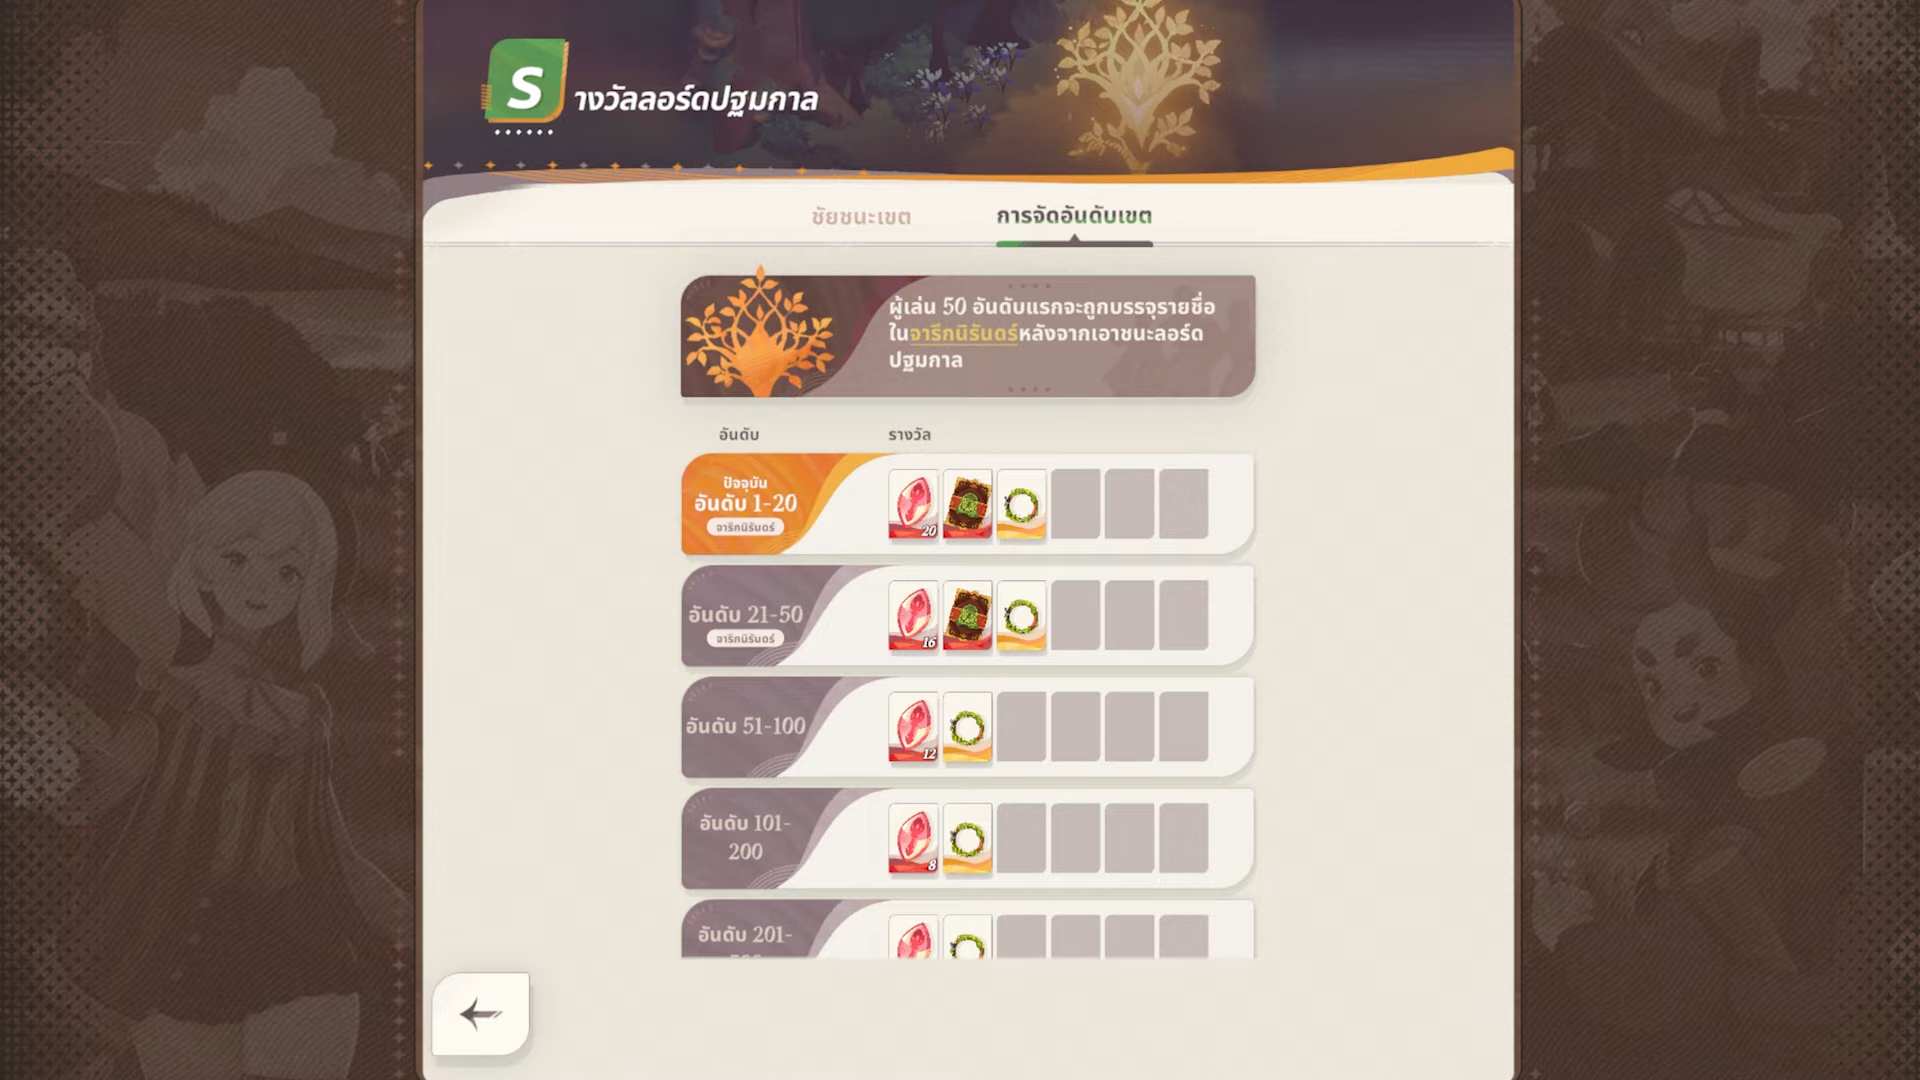 S
างวัลลอร์ดปฐมกาล
ชัยชนะเขต
การจัดอันดับเขต
ผู้เล่น 50 อันดับแรกจะถูกบรรจุรายชื่อ
ในจารึกนิรันดร์หลังจากเอาชนะลอร์ด
ปฐมกาล
อันดับ
รางวัล
ปัจจุบัน
อันดับ 1-20
จารึกนิรันดร์
20
อันดับ 21-50
จารึกนิรันดร์
16
อันดับ 51-100
12
อันดับ 101-
200
8
อันดับ 201-